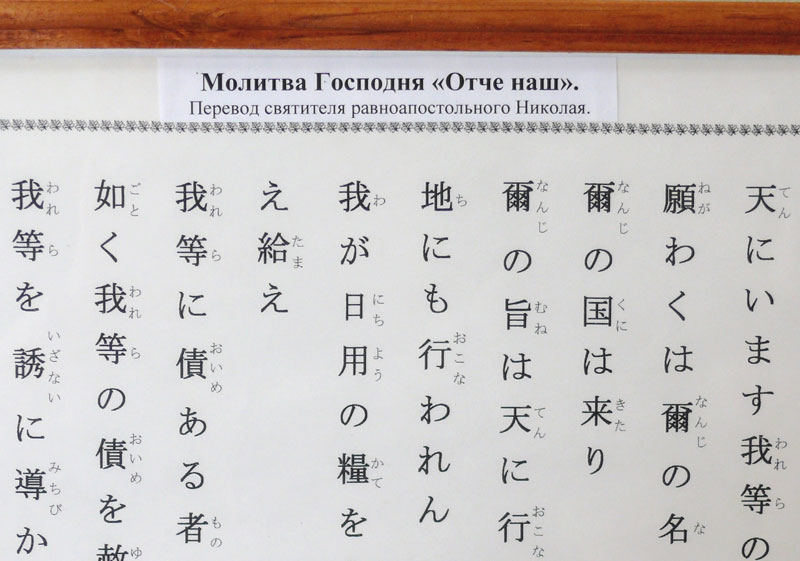 Молитва Господня «Отче наш».
Перевод святителя равноапостольного Николая.
天にいます我等の
願わくは爾の名
爾の国は来り
爾の旨は天に行
地にも行われん
我が日用の糧を
え給え
我等に債ある者
如く我等の債を赦
我等を誘に導か